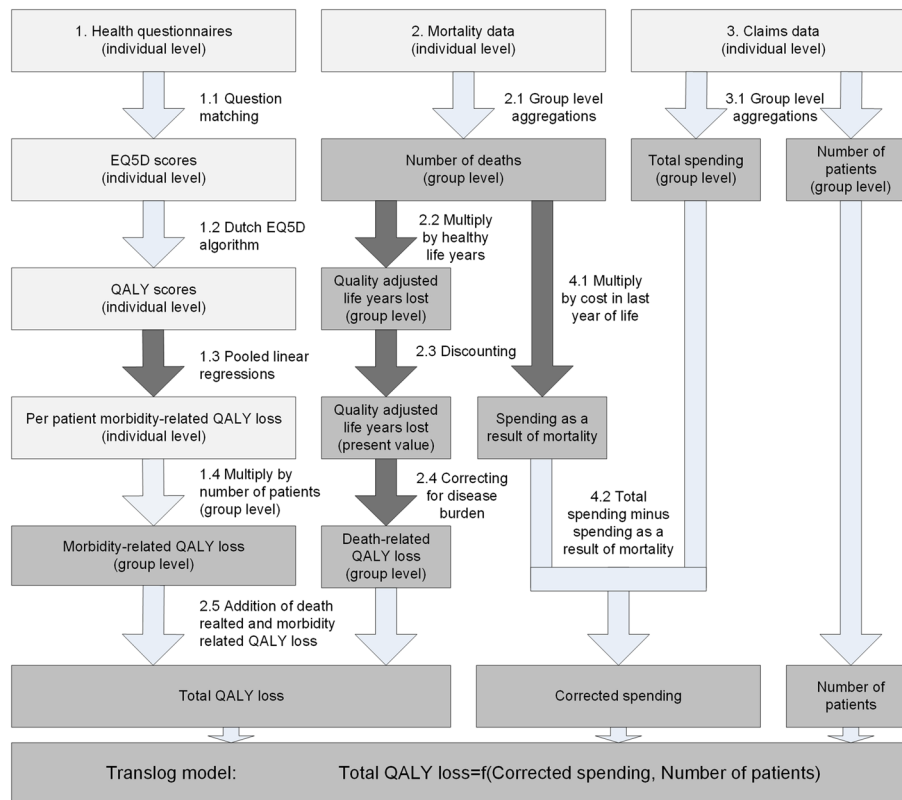 1. Health questionnaires
(individual level)
2. Mortality data
(individual level)
3. Claims data
(individual level)
1.1 Question
matching
2.1 Group level
aggregations
3.1 Group level
aggregations
EQ5D scores
(individual level)
Number of deaths
(group level)
Total spending
(group level)
Number of
patients
(group level)
1.2 Dutch EQ5D
algorithm
2.2 Multiply
by healthy
life years
4.1 Multiply
by cost in last
year of life
QALY scores
(individual level)
Quality adjusted
life years lost
(group level)
1.3 Pooled linear
regressions
2.3 Discounting
Per patient morbidity-related QALY loss
(individual level)
Quality adjusted
life years lost
(present value)
Spending as a
result of mortality
1.4 Multiply by
number of patients
(group level)
2.4 Correcting
for disease
burden
4.2 Total
spending minus
spending as a
result of mortality
Morbidity-related QALY loss
(group level)
Death-related
QALY loss
(group level)
2.5 Addition of death
realted and morbidity
related QALY loss
Total QALY loss
Corrected spending
Number of
patients
Translog model: Total QALY loss=f(Corrected spending, Number of patients)